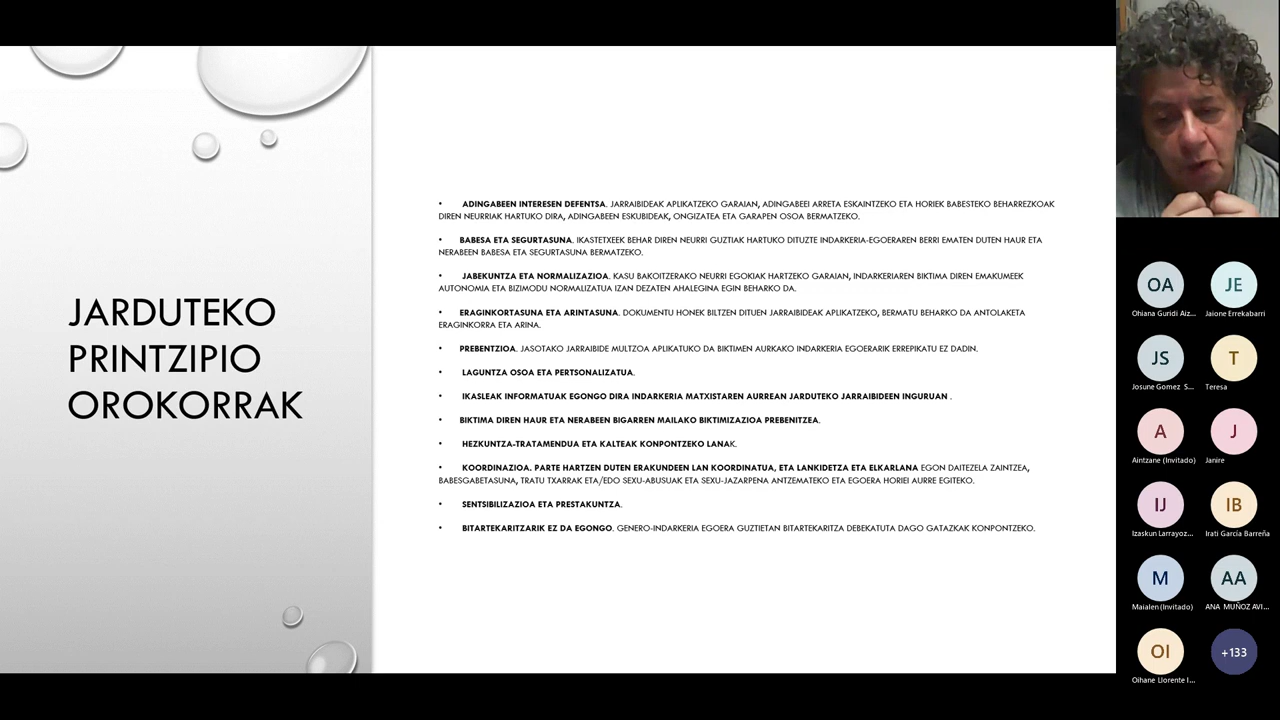 JARDUTEKO
PRINTZIPIO
OROKORRAK
• ADINGABEEN INTERESEN DEFENTSA. JARRAIBIDEAK APLIKATZEKO GARAIAN, ADINGABEEI ARRETA ESKAINTZEKO ETA HORIEK BABESTEKO BEHARREZKOAK
DIREN NEURRIAK HARTUKO DIRA, ADINGABEEN ESKUBIDEAK, ONGIZATEA ETA GARAPEN OSOA BERMATZEKO.
• BABESA ETA SEGURTASUNA. IKASTETXEEK BEHAR DIREN NEURRI GUZTIAK HARTUKO DITUZTE INDARKERIA-EGOERAREN BERRI EMATEN DUTEN HAUR ETA
NERABEEN BABESA ETA SEGURTASUNA BERMATZEKO.
• JABEKUNTZA ETA NORMALIZAZIOA. KASU BAKOITZERAKO NEURRI EGOKIAK HARTZEKO GARAIAN, INDARKERIAREN BIKTIMA DIREN EMAKUMEEK
AUTONOMIA ETA BIZIMODU NORMALIZATUA IZAN DEZATEN AHALEGINA EGIN BEHARKO DA.
• ERAGINKORTASUNA ETA ARINTASUNA. DOKUMENTU HONEK BILTZEN DITUEN JARRAIBIDEAK APLIKATZEKO, BERMATU BEHARKO DA ANTOLAKETA
ERAGINKORRA ETA ARINA.
• PREBENTZIOA. JASOTAKO JARRAIBIDE MULTZOA APLIKATUKO DA BIKTIMEN AURKAKO INDARKERIA EGOERARIK ERREPIKATU EZ DADIN.
• LAGUNTZA OSOA ETA PERTSONALIZATUA.
• IKASLEAK INFORMATUAK EGONGO DIRA INDARKERIA MATXISTAREN AURREAN JARDUTEKO JARRAIBIDEEN INGURUAN .
• BIKTIMA DIREN HAUR ETA NERABEEN BIGARREN MAILAKO BIKTIMIZAZIOA PREBENITZEA.
• HEZKUNTZA-TRATAMENDUA ETA KALTEAK KONPONTZEKO LANAK.
• KOORDINAZIOA. PARTE HARTZEN DUTEN ERAKUNDEEN LAN KOORDINATUA, ETA LANKIDETZA ETA ELKARLANA EGON DAITEZELA ZAINTZEA,
BABESGABETASUNA, TRATU TXARRAK ETA/EDO SEXU-ABUSUAK ETA SEXU-JAZARPENA ANTZEMATEKO ETA EGOERA HORIEI AURRE EGITEKO.
• SENTSIBILIZAZIOA ETA PRESTAKUNTZA.
• BITARTEKARITZARIK EZ DA EGONGO. GENERO-INDARKERIA EGOERA GUZTIETAN BITARTEKARITZA DEBEKATUTA DAGO GATAZKAK KONPONTZEKO.
OA JE
Ohiana Guridi Aiz... Jaione Errekabarri
JS T
Josune Gomez S... Teresa
A J
Aintzane (Invitado) Janire
IJ IB
Izaskun Larrayoz... Irati García Barreña
M AA
Maialen (Invitado) ANA MUÑOZ AVI...
OI +133
Oihane Llorente I...